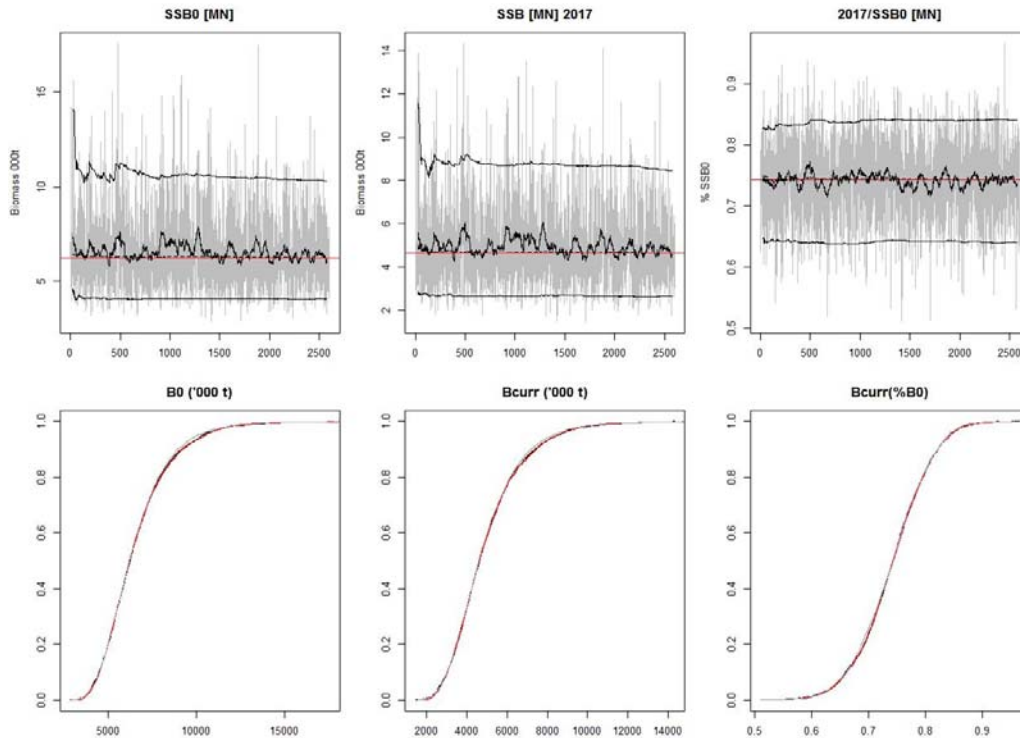 SSB0 [MN]
Biomass 000t
5 10 15
0 500 1000 1500 2000 2500
SSB [MN] 2017
Biomass 000t
2 4 6 8 10 12 14
0 500 1000 1500 2000 2500
2017/SSB0 [MN]
% SSB0
0.5 0.6 0.7 0.8 0.9
0 500 1000 1500 2000 2500
B0 ('000 t)
0.0 0.2 0.4 0.6 0.8 1.0
5000 10000 15000
Bcurr ('000 t)
0.0 0.2 0.4 0.6 0.8 1.0
2000 4000 6000 8000 10000 12000 14000
Bcurr(%B0)
0.0 0.2 0.4 0.6 0.8 1.0
0.5 0.6 0.7 0.8 0.9